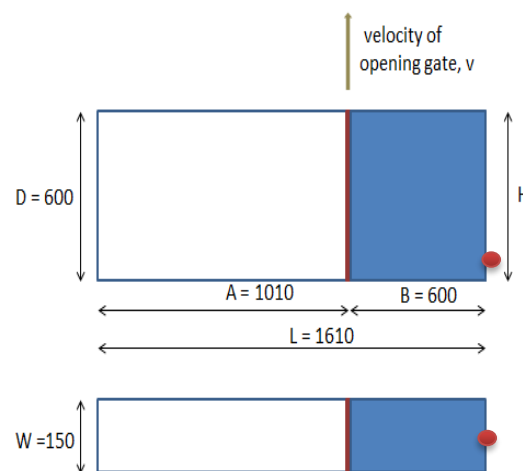 velocity of
opening gate, v
D = 600
H
A = 1010
B = 600
L = 1610
W =150